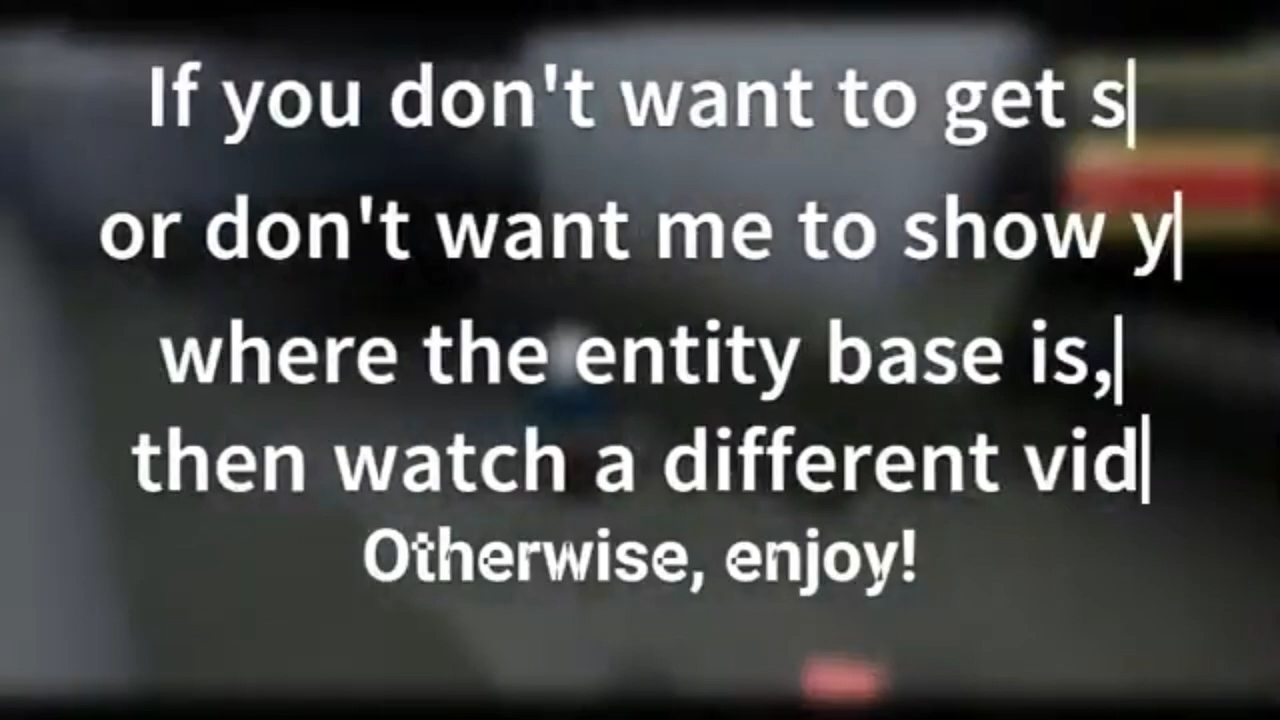 If you don't want to get s
or don't want me to show y
where the entity base is,
then watch a different vid
Otherwise, enjoy!